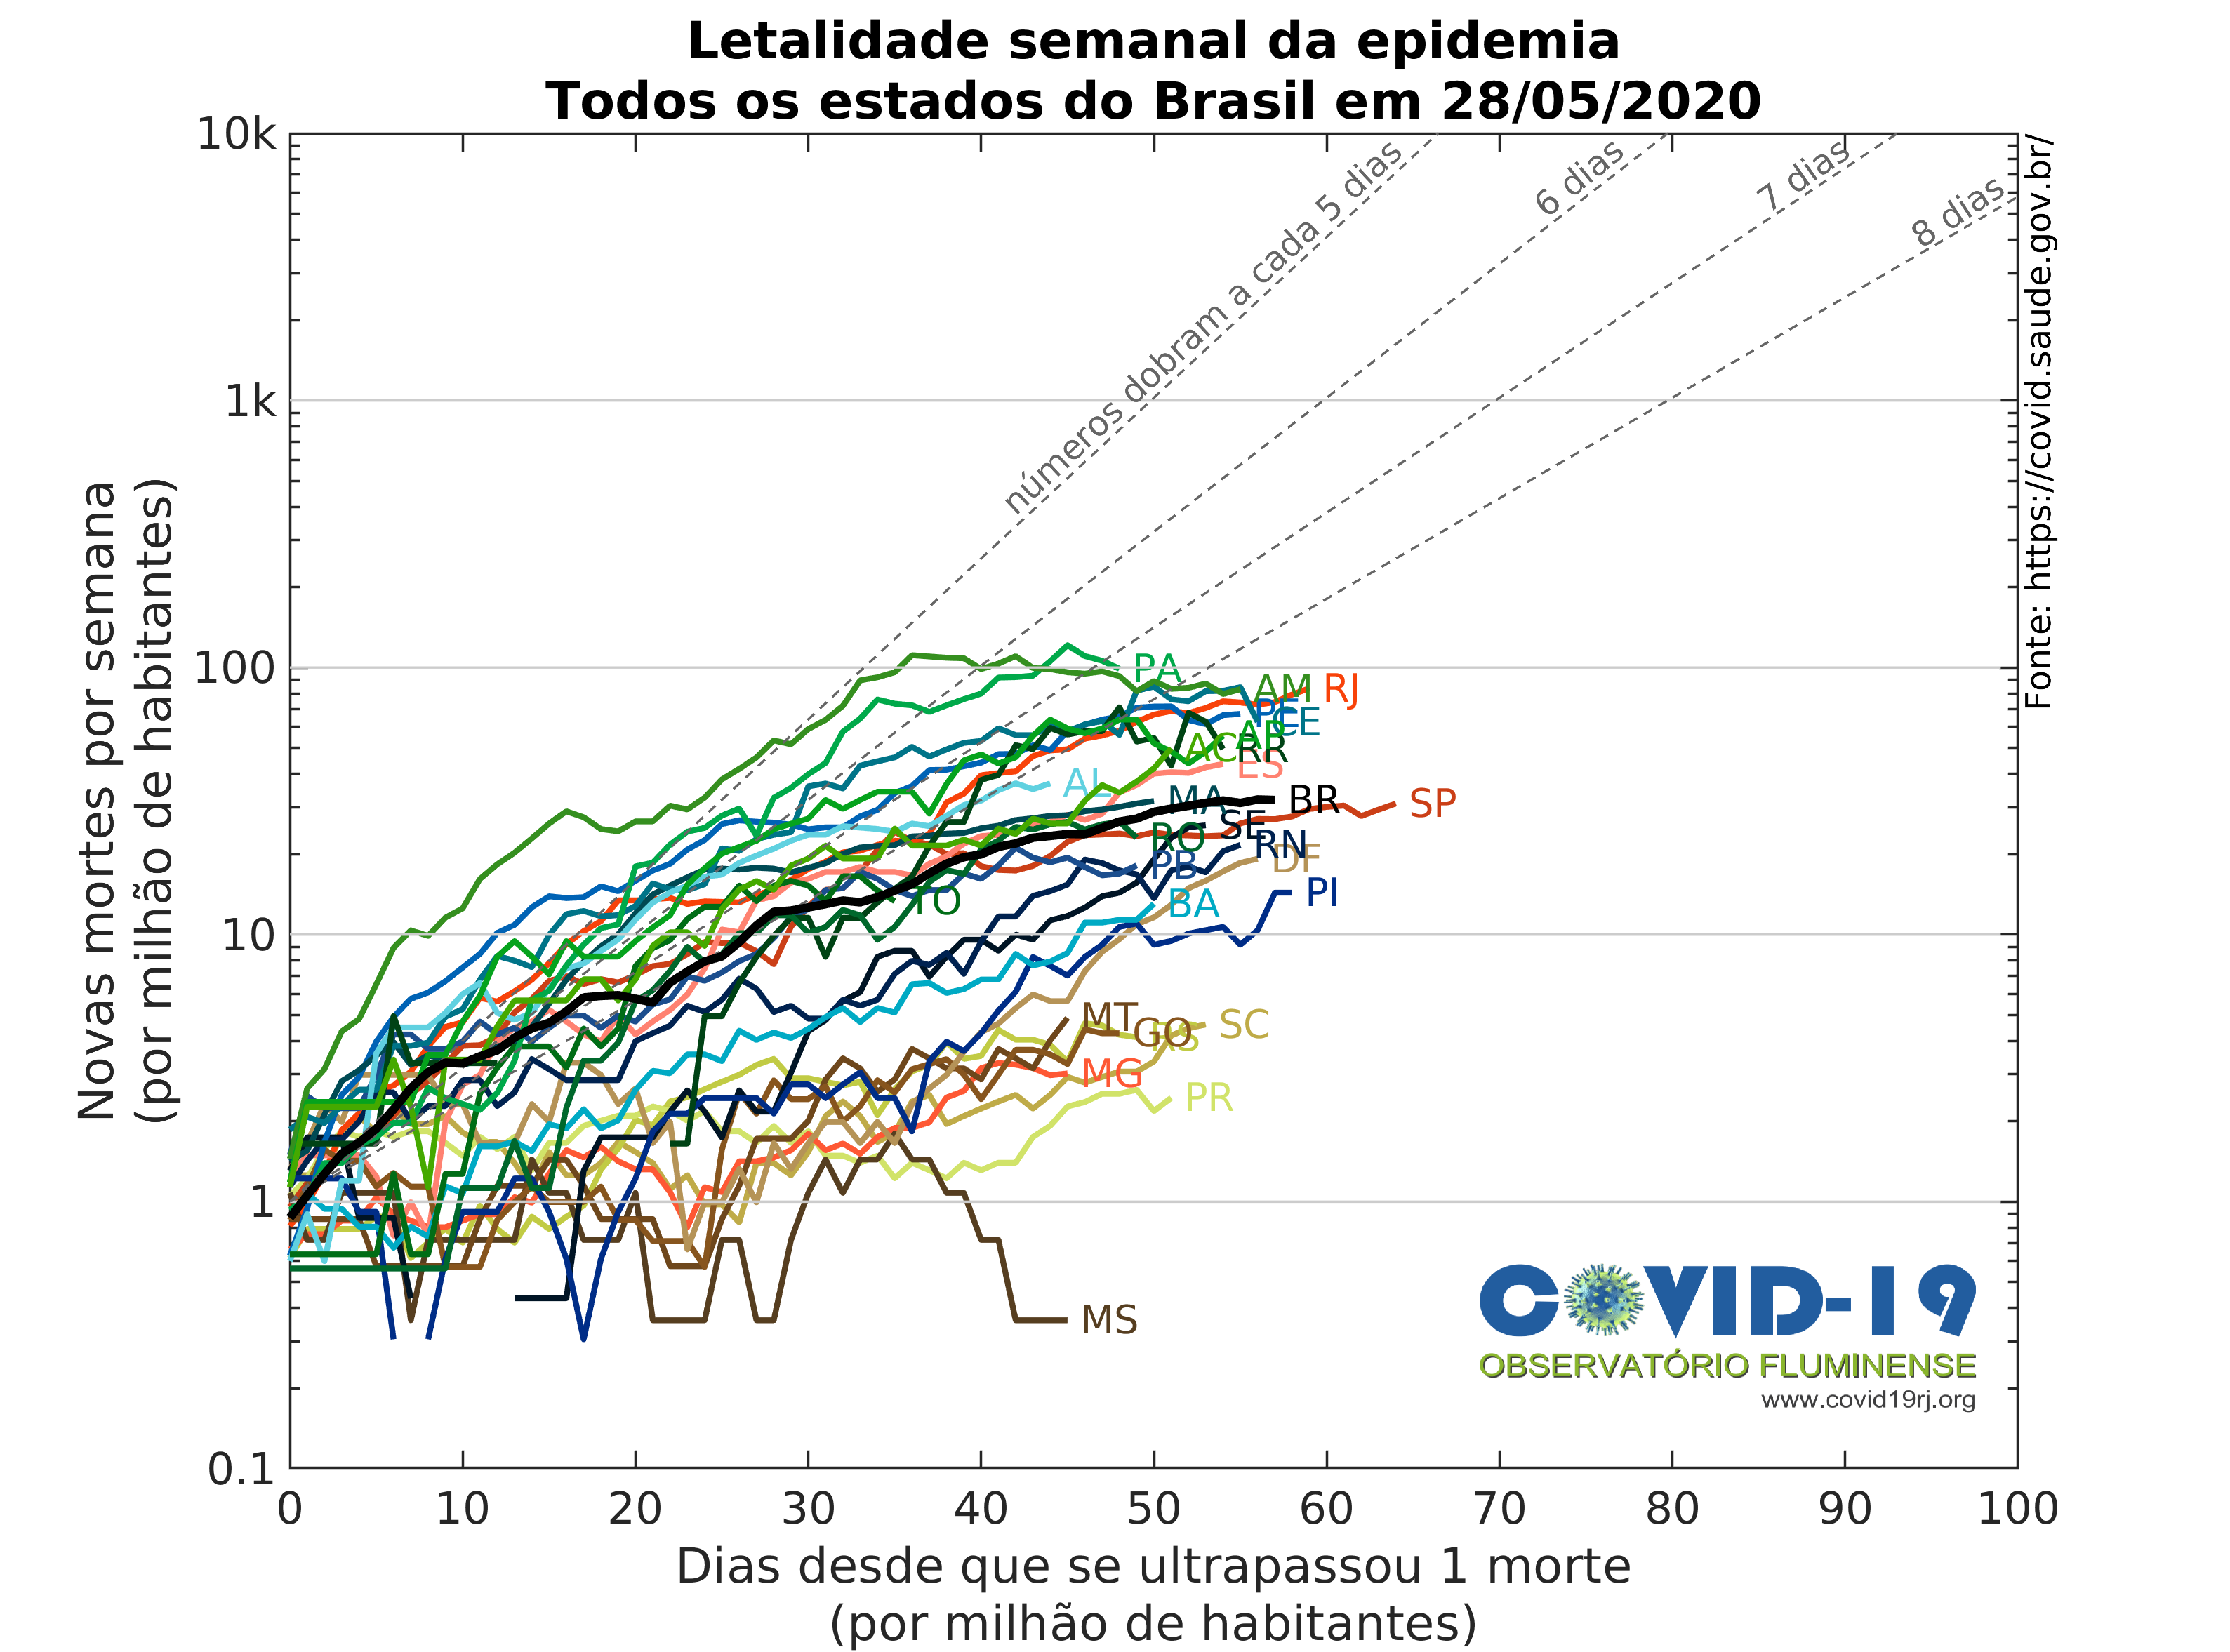 Letalidade semanal da epidemia
Todos os estados do Brasil em 28/05/2020
10k
1k
100
10
1
0.1
Novas mortes por semana
(por milhão de habitantes)
números dobram a cada 5 dias
6 dias
7 dias
8 dias
Fonte: https://covid.saude.gov.br/
PA
AM
RJ
PE
CE
AP
AC
RR
ES
AL
MA
BR
SP
SE
RO
RN
DF
PB
PI
TO
BA
MT
GO
RS
SC
MG
PR
MS
COVID-19
OBSERVATÓRIO FLUMINENSE
www.covid19rj.org
0 10 20 30 40 50 60 70 80 90 100
Dias desde que se ultrapassou 1 morte
(por milhão de habitantes)